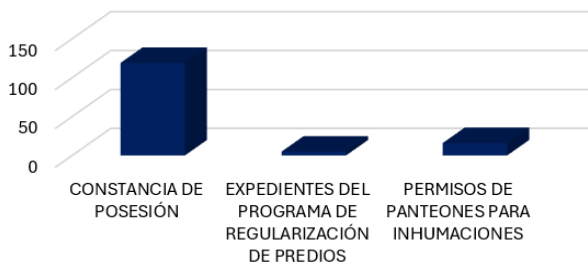 150
100
50
0
CONSTANCIA DE
POSESIÓN
EXPEDIENTES DEL
PROGRAMA DE
REGULARIZACIÓN
DE PREDIOS
PERMISOS DE
PANTEONES PARA
INHUMACIONES